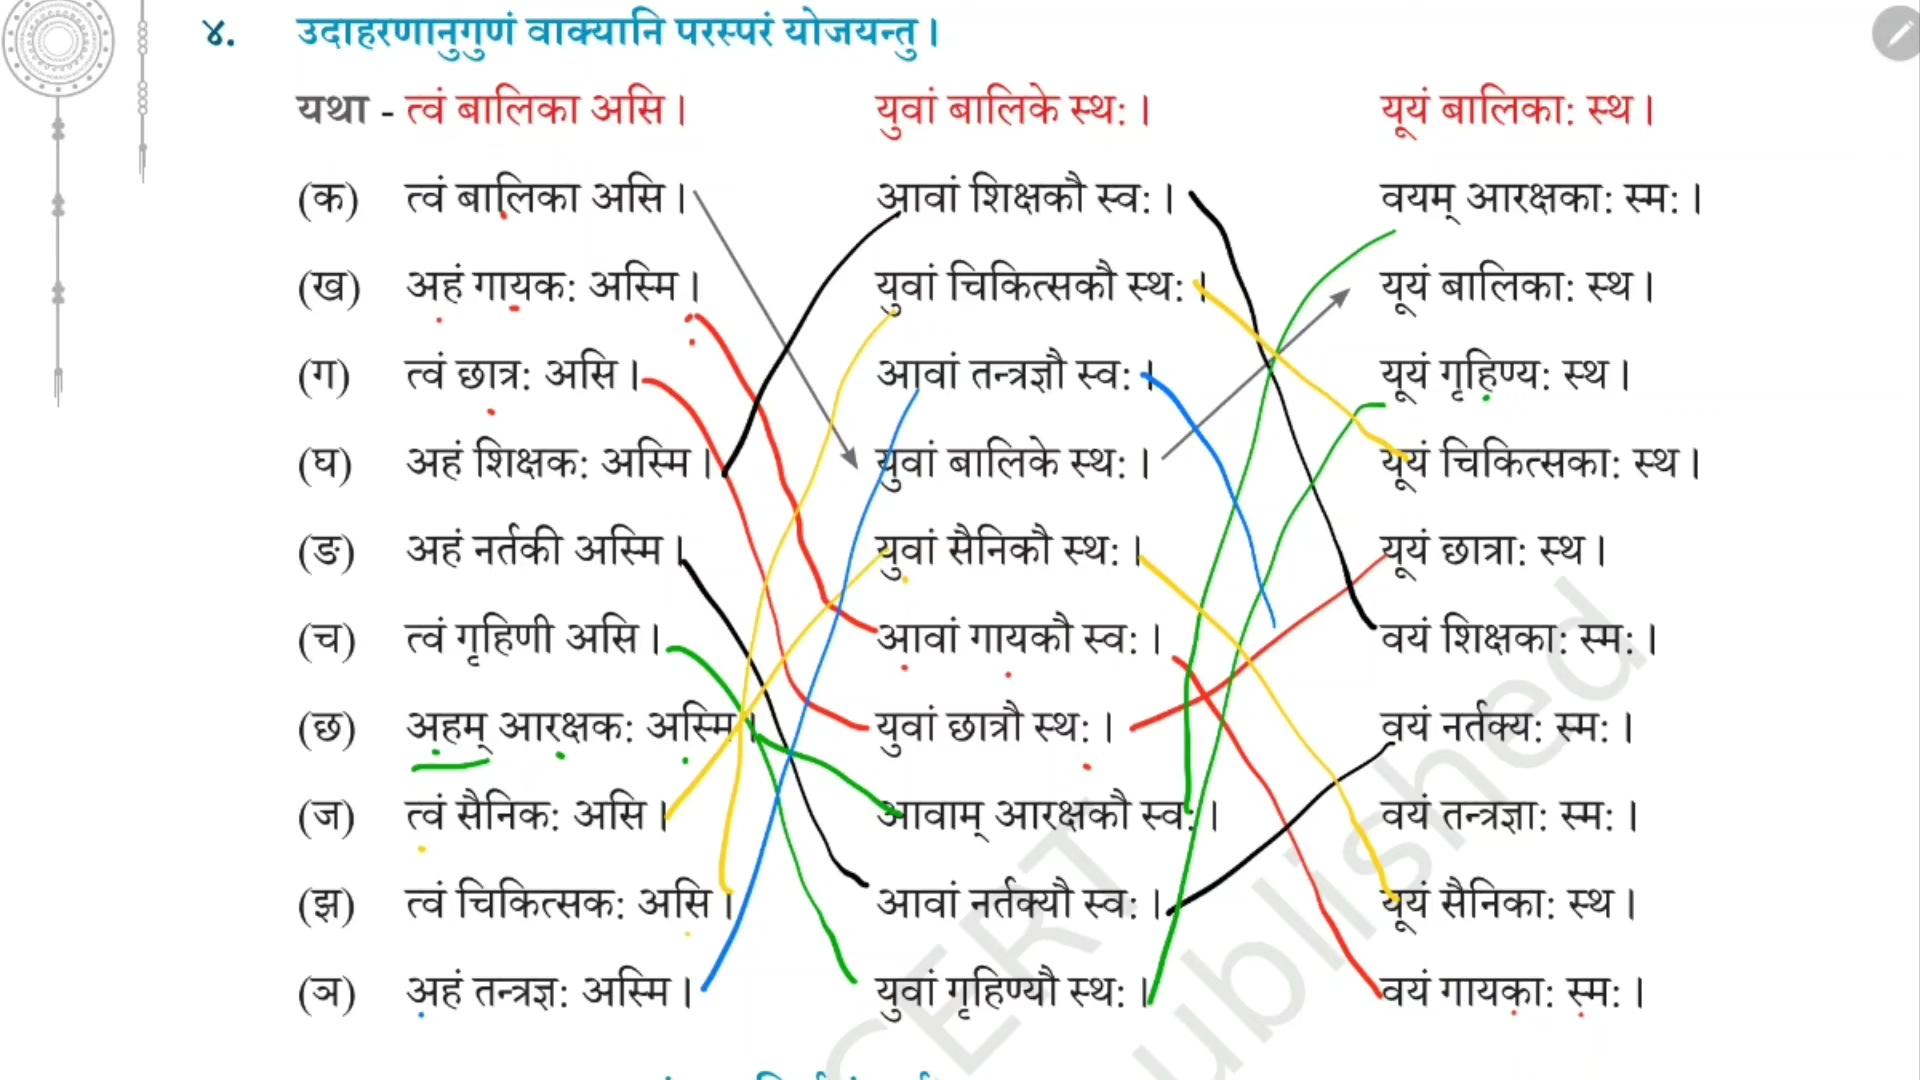 ४. उदाहरणानुगुणं वाक्यानि परस्परं योजयन्तु।
यथा - त्वं बालिका असि। युवां बालिके स्थः। यूयं बालिकाः स्थ।
(क) त्वं बालिका असि। आवां शिक्षकौ स्वः। वयम् आरक्षकाः स्मः।
(ख) अहं गायकः अस्मि। युवां चिकित्सकौ स्थः। यूयं बालिकाः स्थ।
(ग) त्वं छात्रः असि। आवां तन्त्रज्ञौ स्वः। यूयं गृहिण्यः स्थ।
(घ) अहं शिक्षकः अस्मि। युवां बालिके स्थः। यूयं चिकित्सकाः स्थ।
(ङ) अहं नर्तकी अस्मि। युवां सैनिकौ स्थः। यूयं छात्राः स्थ।
(च) त्वं गृहिणी असि। आवां गायकौ स्वः। वयं शिक्षकाः स्मः।
(छ) अहम् आरक्षकः अस्मि। युवां छात्रौ स्थः। वयं नर्तक्यः स्मः।
(ज) त्वं सैनिकः असि। आवाम् आरक्षकौ स्वः। वयं तन्त्रज्ञाः स्मः।
(झ) त्वं चिकित्सकः असि। आवां नर्तक्यौ स्वः। यूयं सैनिकाः स्थ।
(ञ) अहं तन्त्रज्ञः अस्मि। युवां गृहिण्यौ स्थः। वयं गायकाः स्मः।